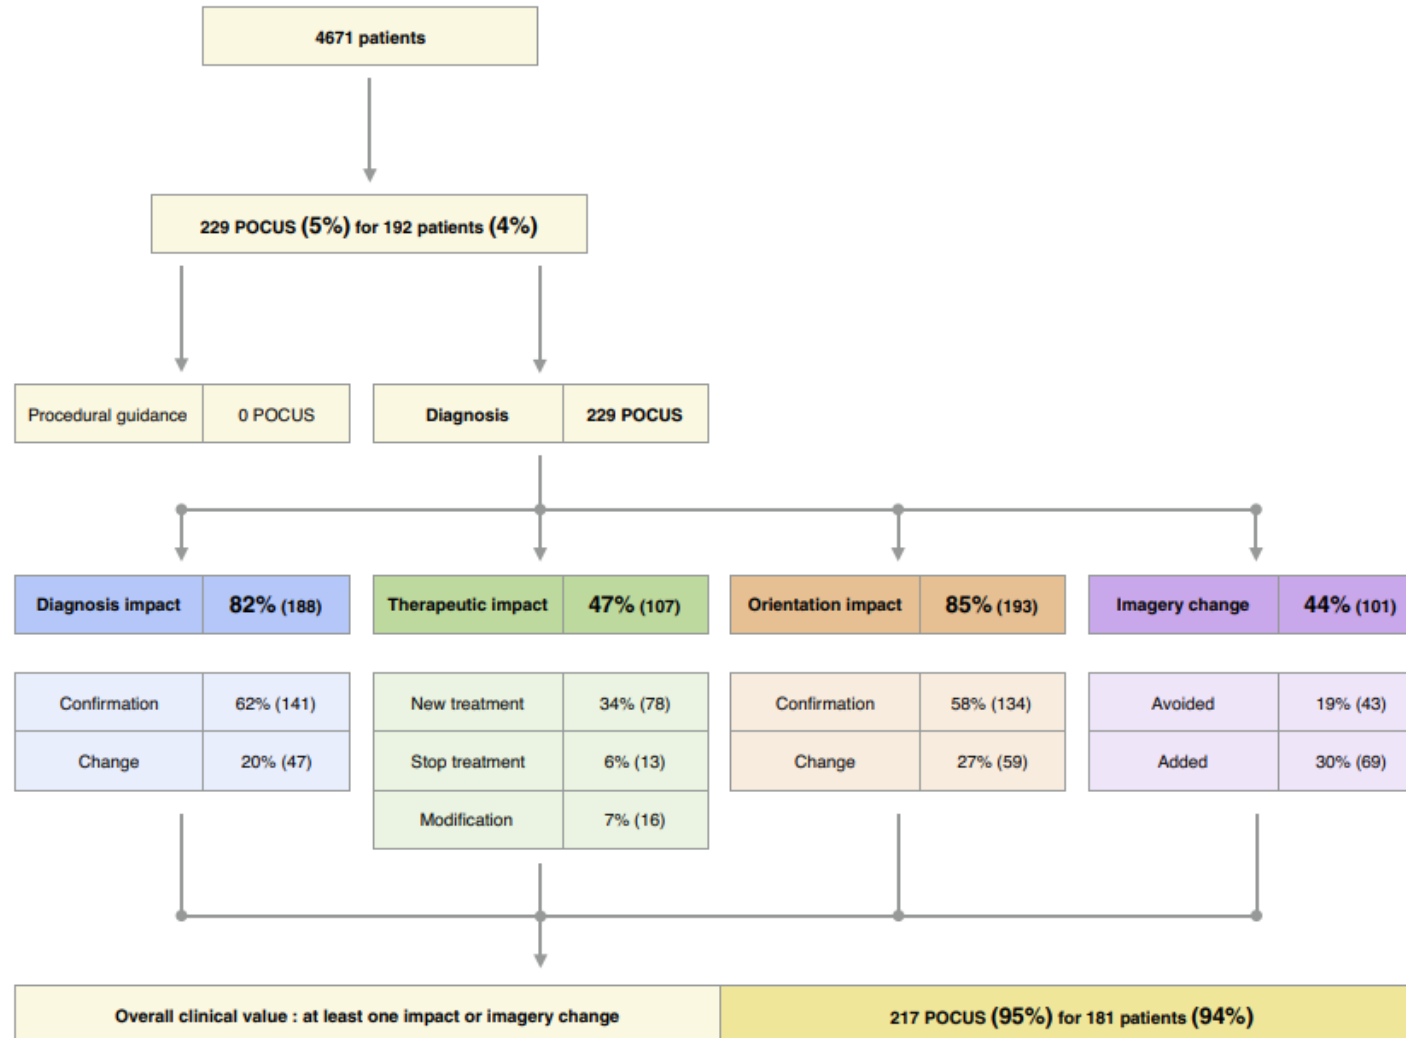 4671 patients
229 POCUS (5%) for 192 patients (4%)
Procedural guidance 0 POCUS
Diagnosis 229 POCUS
Diagnosis impact 82% (188)
Therapeutic impact 47% (107)
Orientation impact 85% (193)
Imagery change 44% (101)
Confirmation 62% (141)
Change 20% (47)
New treatment 34% (78)
Stop treatment 6% (13)
Modification 7% (16)
Confirmation 58% (134)
Change 27% (59)
Avoided 19% (43)
Added 30% (69)
Overall clinical value : at least one impact or imagery change 217 POCUS (95%) for 181 patients (94%)